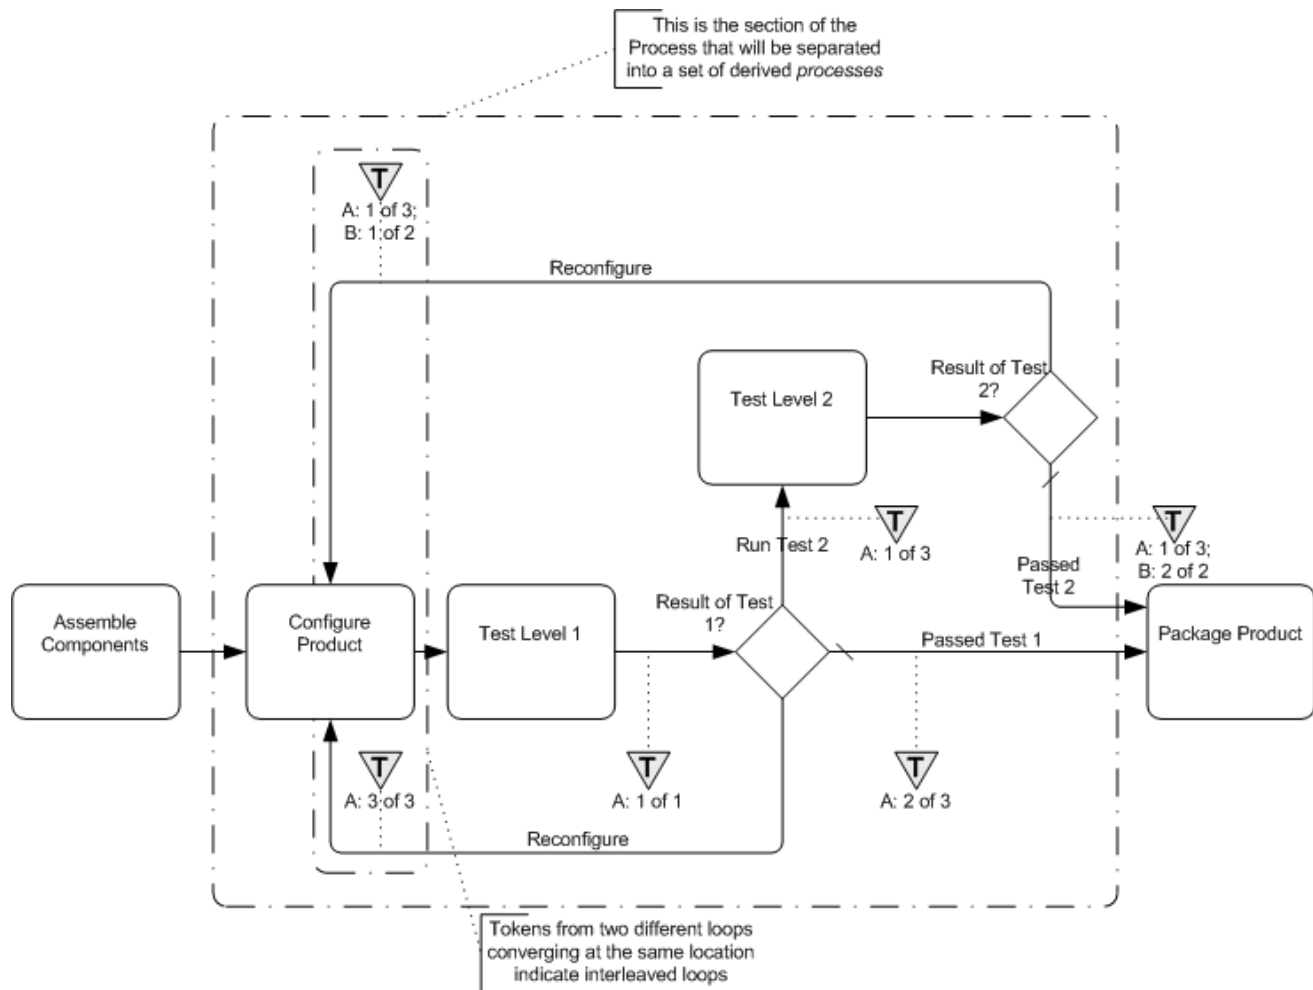 This is the section of the
Process that will be separated
into a set of derived processes
T
A: 1 of 3;
B: 1 of 2
Reconfigure
Test Level 2
Result of Test
2?
T
A: 1 of 3
Run Test 2
T
A: 1 of 3;
B: 2 of 2
Passed
Test 2
Assemble
Components
Configure
Product
Test Level 1
Result of Test
1?
Passed Test 1
Package Product
T
A: 3 of 3
T
A: 1 of 1
T
A: 2 of 3
Reconfigure
Tokens from two different loops
converging at the same location
indicate interleaved loops